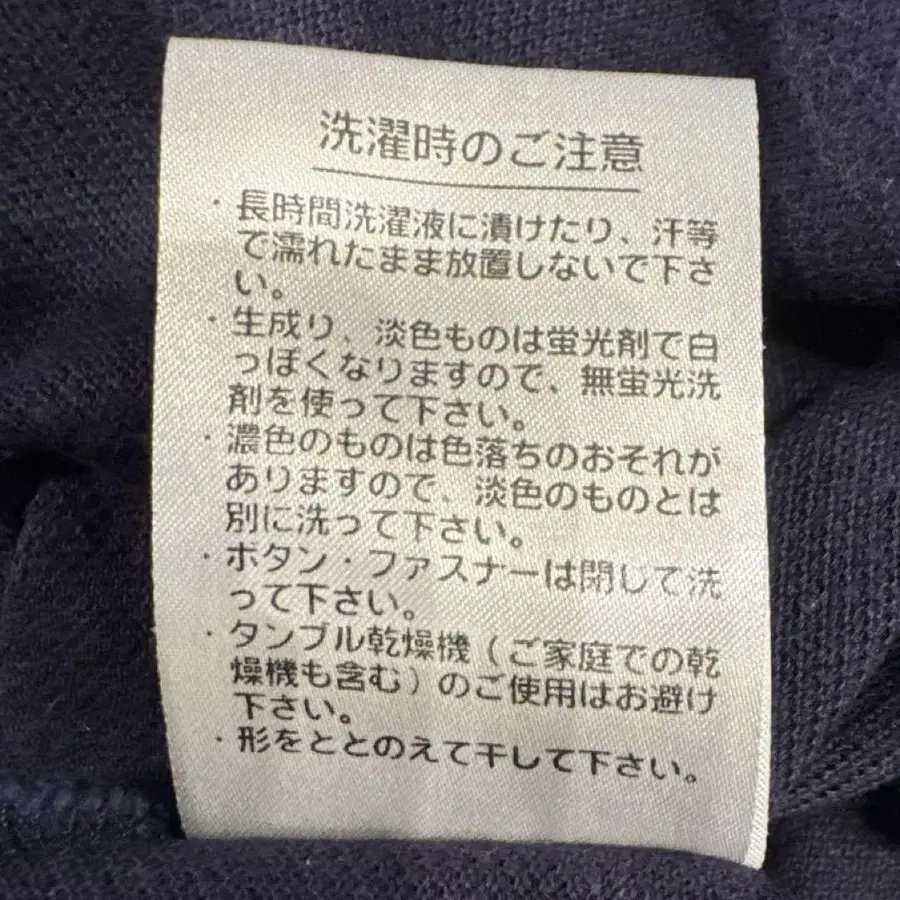 洗濯時のご注意
・長時間洗濯液に漬けたり、汗等
で濡れたまま放置しないで下さ
い。
・生成り、淡色ものは蛍光剤て白
っぽくなりますので、無蛍光洗
剤を使って下さい。
・濃色のものは色落ちのおそれが
ありますので、淡色のものとは
別に洗って下さい。
・ボタン・ファスナーは閉じて洗
って下さい。
・タンブル乾燥機(ご家庭での乾
燥機も含む)のご使用はお避け
下さい。
・形をととのえて干して下さい。